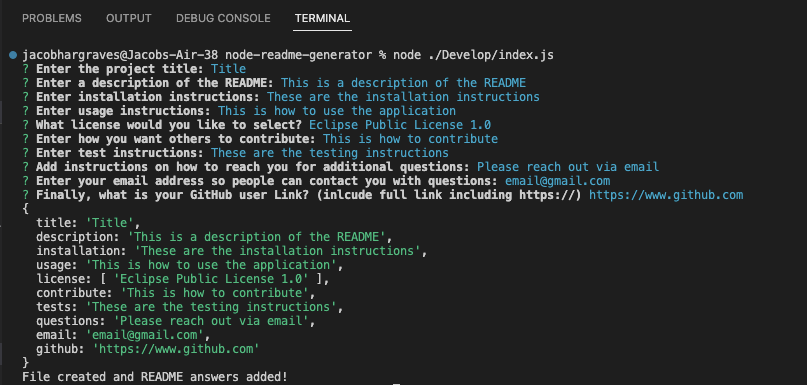 PROBLEMS OUTPUT DEBUG CONSOLE TERMINAL
jacobhargraves@Jacobs-Air-38 node-readme-generator % node ./Develop/index.js
? Enter the project title: Title
? Enter a description of the README: This is a description of the README
? Enter installation instructions: These are the installation instructions
? Enter usage instructions: This is how to use the application
? What license would you like to select? Eclipse Public License 1.0
? Enter how you want others to contribute: This is how to contribute
? Enter test instructions: These are the testing instructions
? Add instructions on how to reach you for additional questions: Please reach out via email
? Enter your email address so people can contact you with questions: email@gmail.com
? Finally, what is your GitHub user Link? (inlcude full link including https://) https://www.github.com
{
  title: 'Title',
  description: 'This is a description of the README',
  installation: 'These are the installation instructions',
  usage: 'This is how to use the application',
  license: [ 'Eclipse Public License 1.0' ],
  contribute: 'This is how to contribute',
  tests: 'These are the testing instructions',
  questions: 'Please reach out via email',
  email: 'email@gmail.com',
  github: 'https://www.github.com'
}
File created and README answers added!